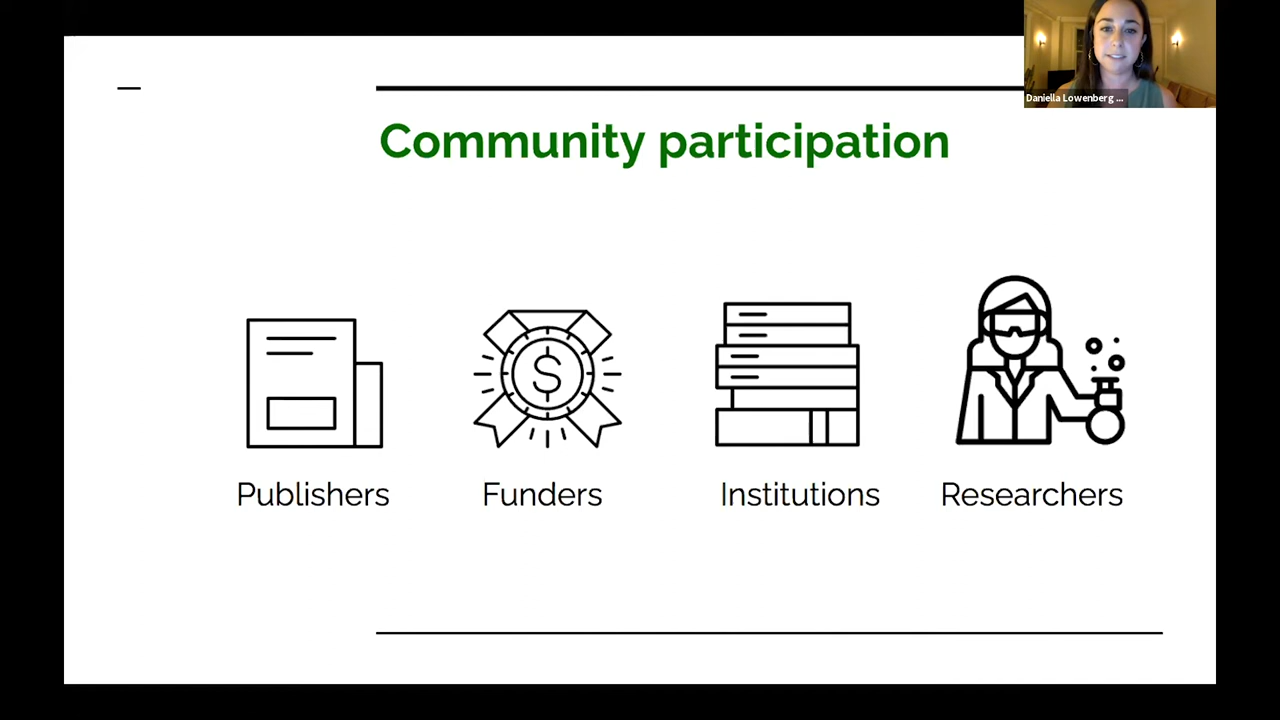 Daniella Lowenberg ...
Community participation
$
Publishers
Funders
Institutions
Researchers